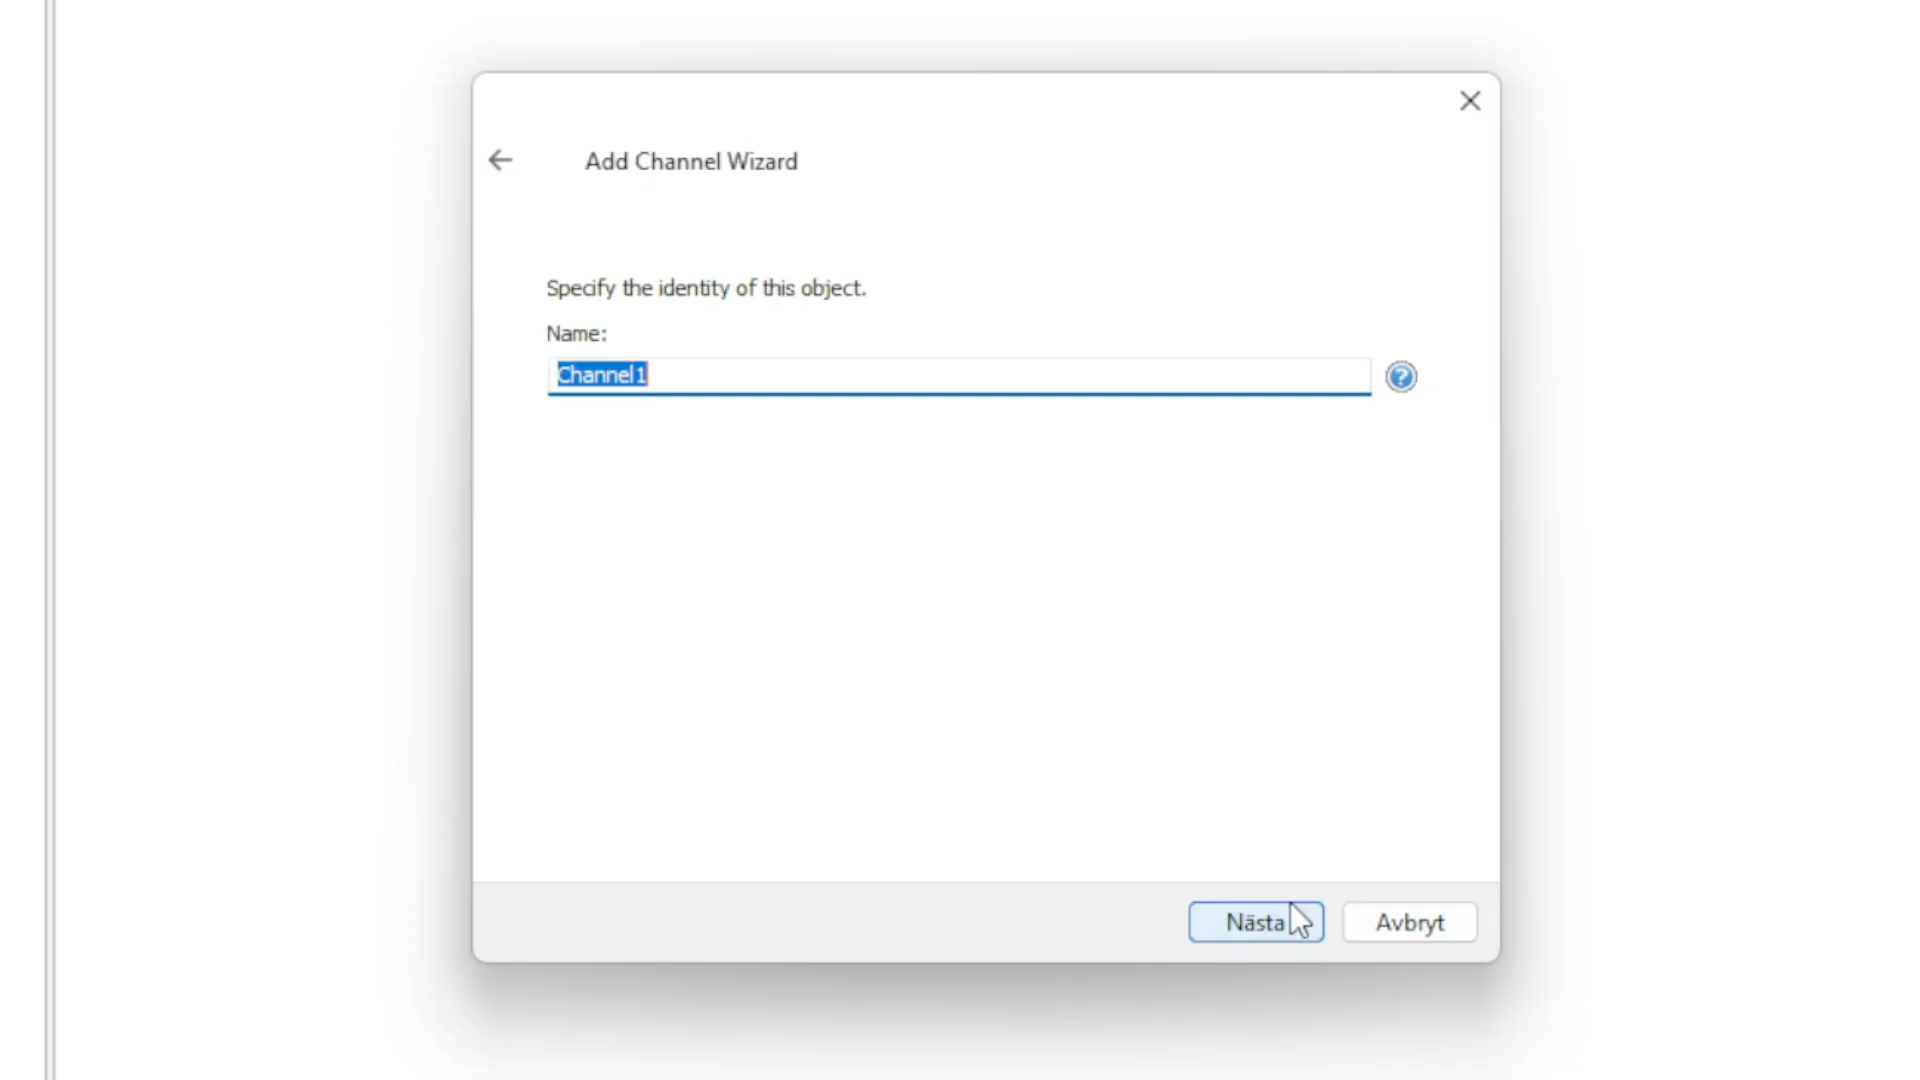 Add Channel Wizard
Specify the identity of this object.
Name:
Channel1
Nästa
Avbryt